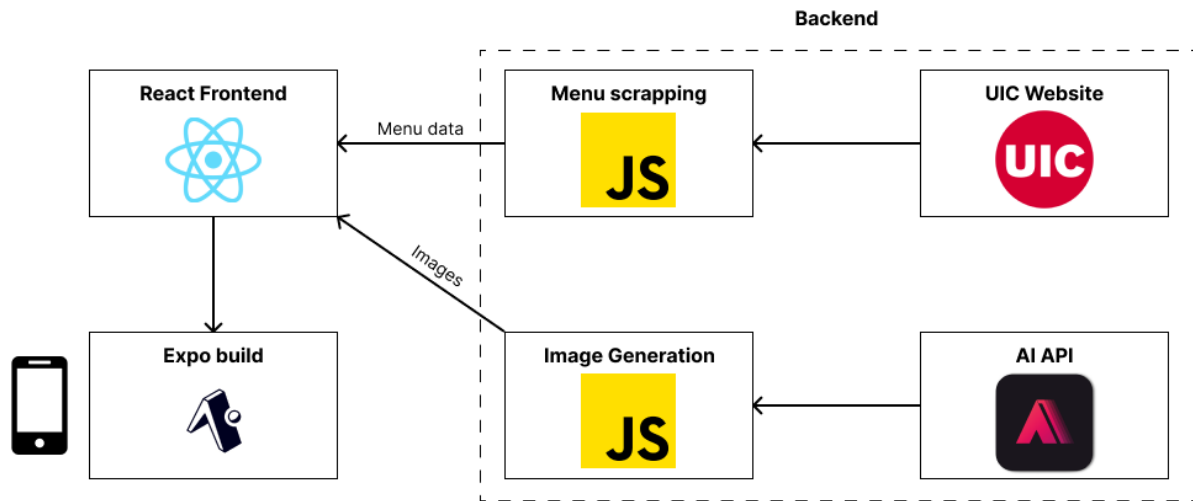 Backend
React Frontend
Menu data
Menu scrapping
JS
UIC Website
UIC
Images
Expo build
Image Generation
JS
AI API